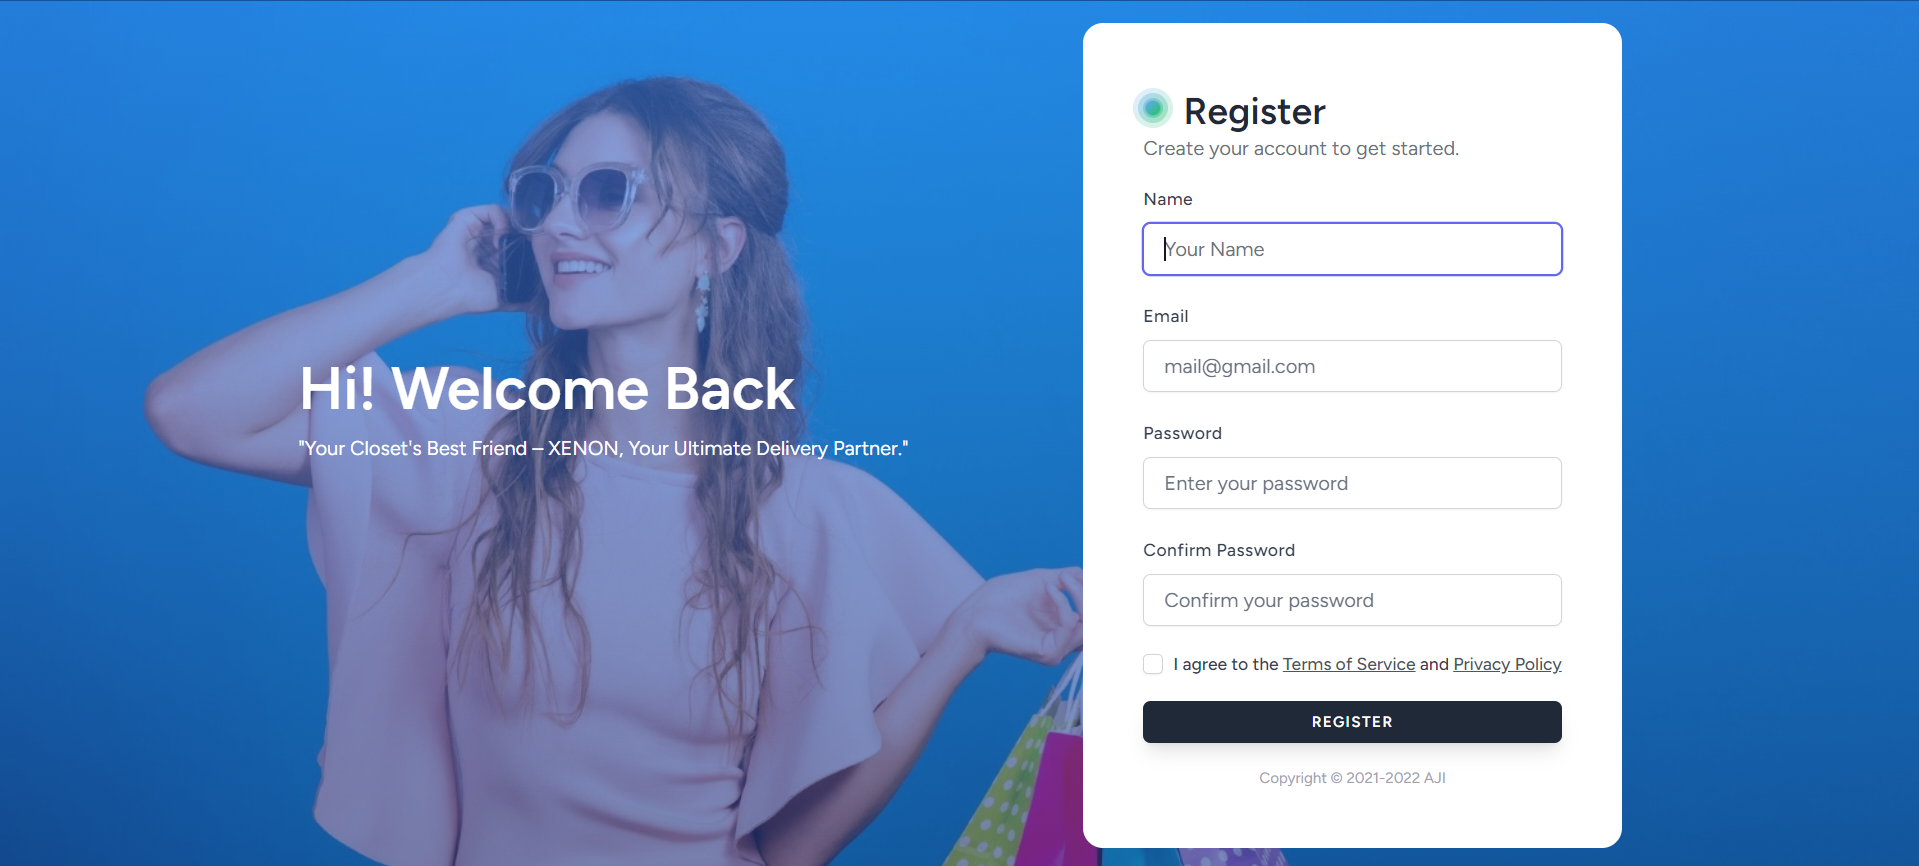 Hi! Welcome Back
"Your Closet's Best Friend – XENON, Your Ultimate Delivery Partner."
Register
Create your account to get started.
Name
Your Name
Email
mail@gmail.com
Password
Enter your password
Confirm Password
Confirm your password
I agree to the Terms of Service and Privacy Policy
REGISTER
Copyright © 2021-2022 AJI